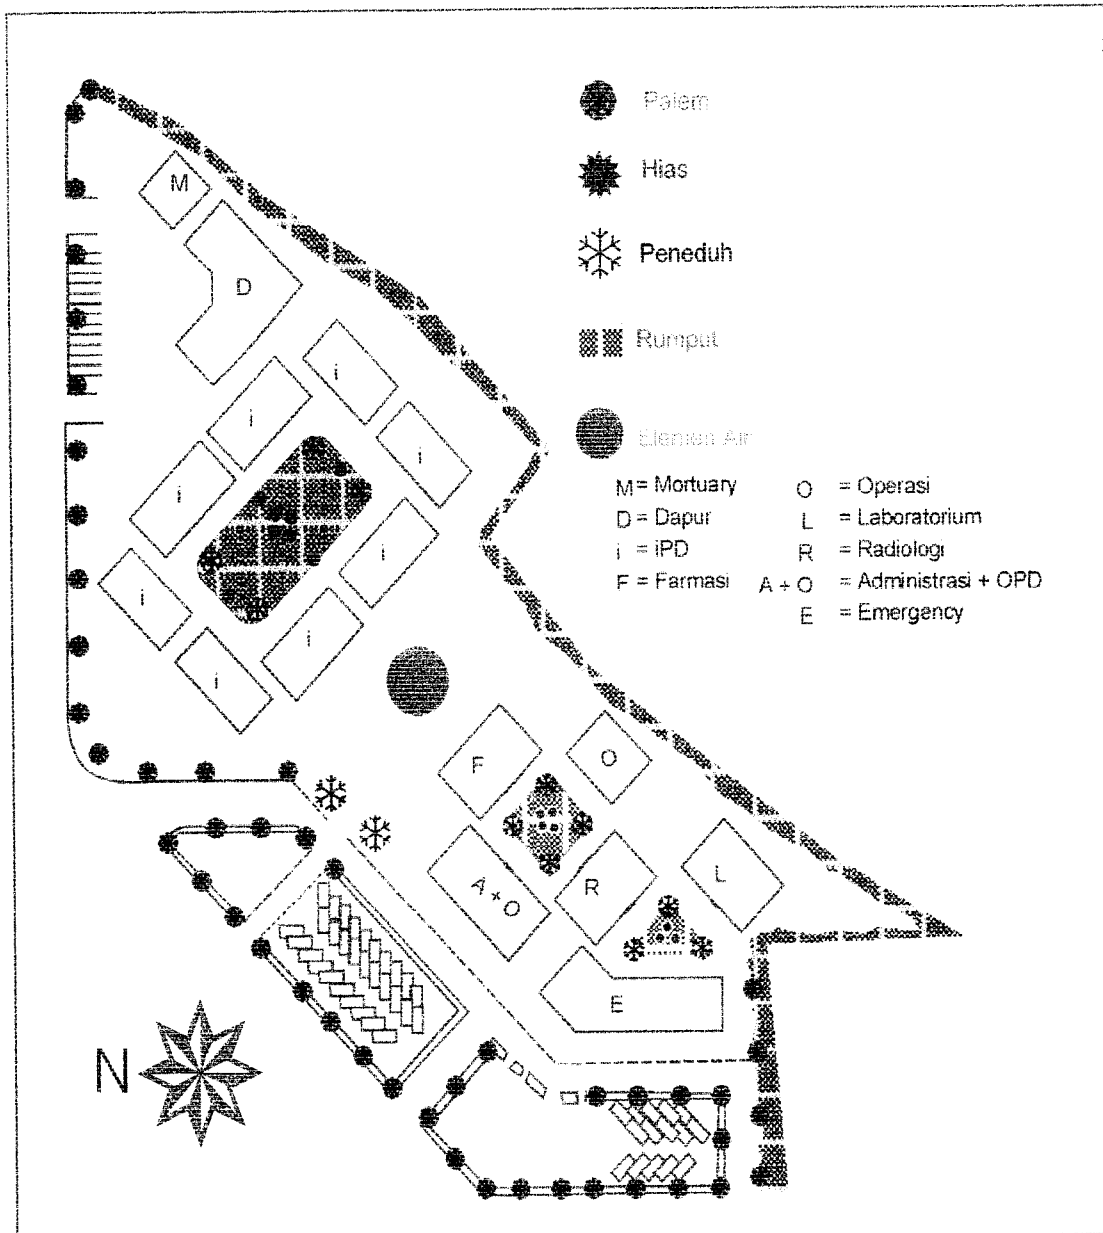 Palem
Hias
Peneduh
Rumput
Elemen Air
M = Mortuary
D = Dapur
i = iPD
F = Farmasi
O = Operasi
L = Laboratorium
R = Radiologi
A + O = Administrasi + OPD
E = Emergency
M
D
i
i
i
i
i
i
i
i
F
O
A + O
R
L
E
N